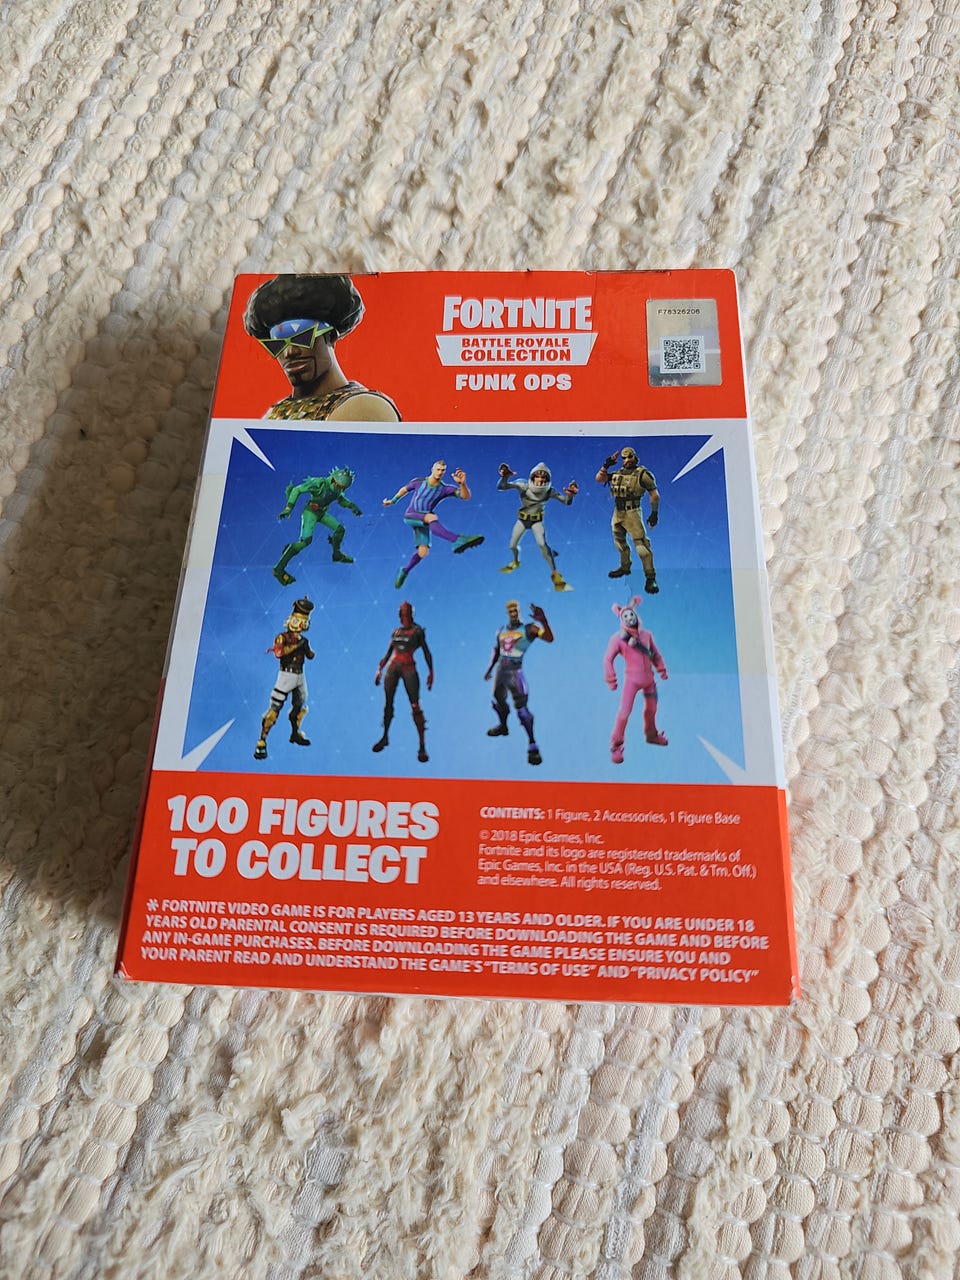 F78326206
FORTNITE
BATTLE ROYALE
COLLECTION
FUNK OPS
100 FIGURES
TO COLLECT
CONTENTS: 1 Figure, 2 Accessories, 1 Figure Base
© 2018 Epic Games, Inc.
Fortnite and its logo are registered trademarks of
Epic Games, Inc. in the USA (Reg. U.S. Pat. & Tm. Off.)
and elsewhere. All rights reserved.
* FORTNITE VIDEO GAME IS FOR PLAYERS AGED 13 YEARS AND OLDER. IF YOU ARE UNDER 18
YEARS OLD PARENTAL CONSENT IS REQUIRED BEFORE DOWNLOADING THE GAME AND BEFORE
ANY IN-GAME PURCHASES. BEFORE DOWNLOADING THE GAME PLEASE ENSURE YOU AND
YOUR PARENT READ AND UNDERSTAND THE GAME'S "TERMS OF USE" AND "PRIVACY POLICY"